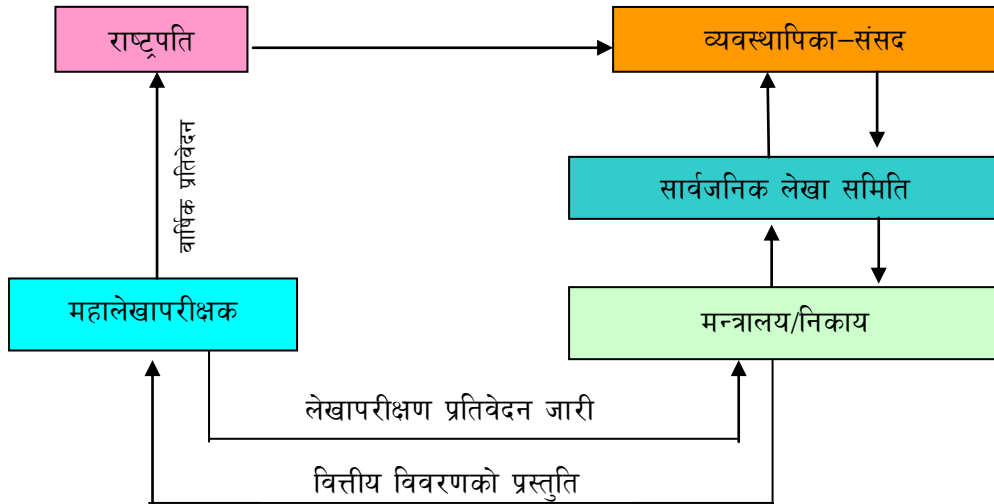 राष्ट्रपति
व्यवस्थापिका–संसद
वार्षिक प्रतिवेदन
सार्वजनिक लेखा समिति
महालेखापरीक्षक
मन्त्रालय/निकाय
लेखापरीक्षण प्रतिवेदन जारी
वित्तीय विवरणको प्रस्तुति